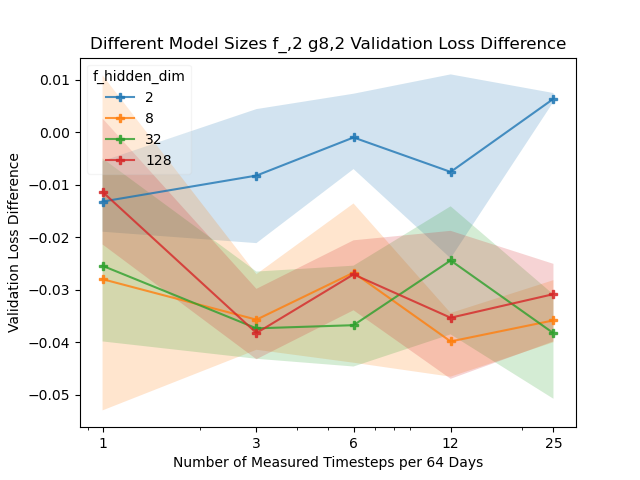 Different Model Sizes f_,2 g8,2 Validation Loss Difference
f_hidden_dim
2
8
32
128
Validation Loss Difference
0.01
0.00
−0.01
−0.02
−0.03
−0.04
−0.05
1 3 6 12 25
Number of Measured Timesteps per 64 Days